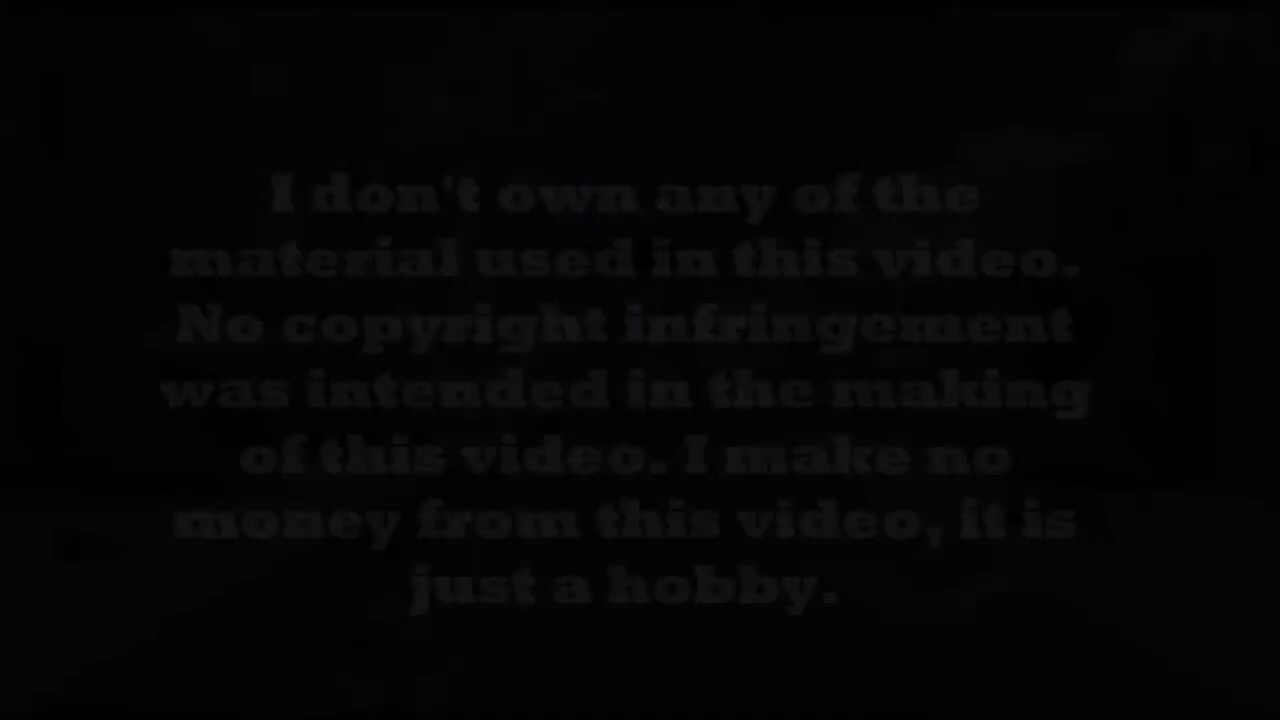 I don't own any of the
material used in this video.
No copyright infringement
was intended in the making
of this video. I make no
money from this video, it is
just a hobby.